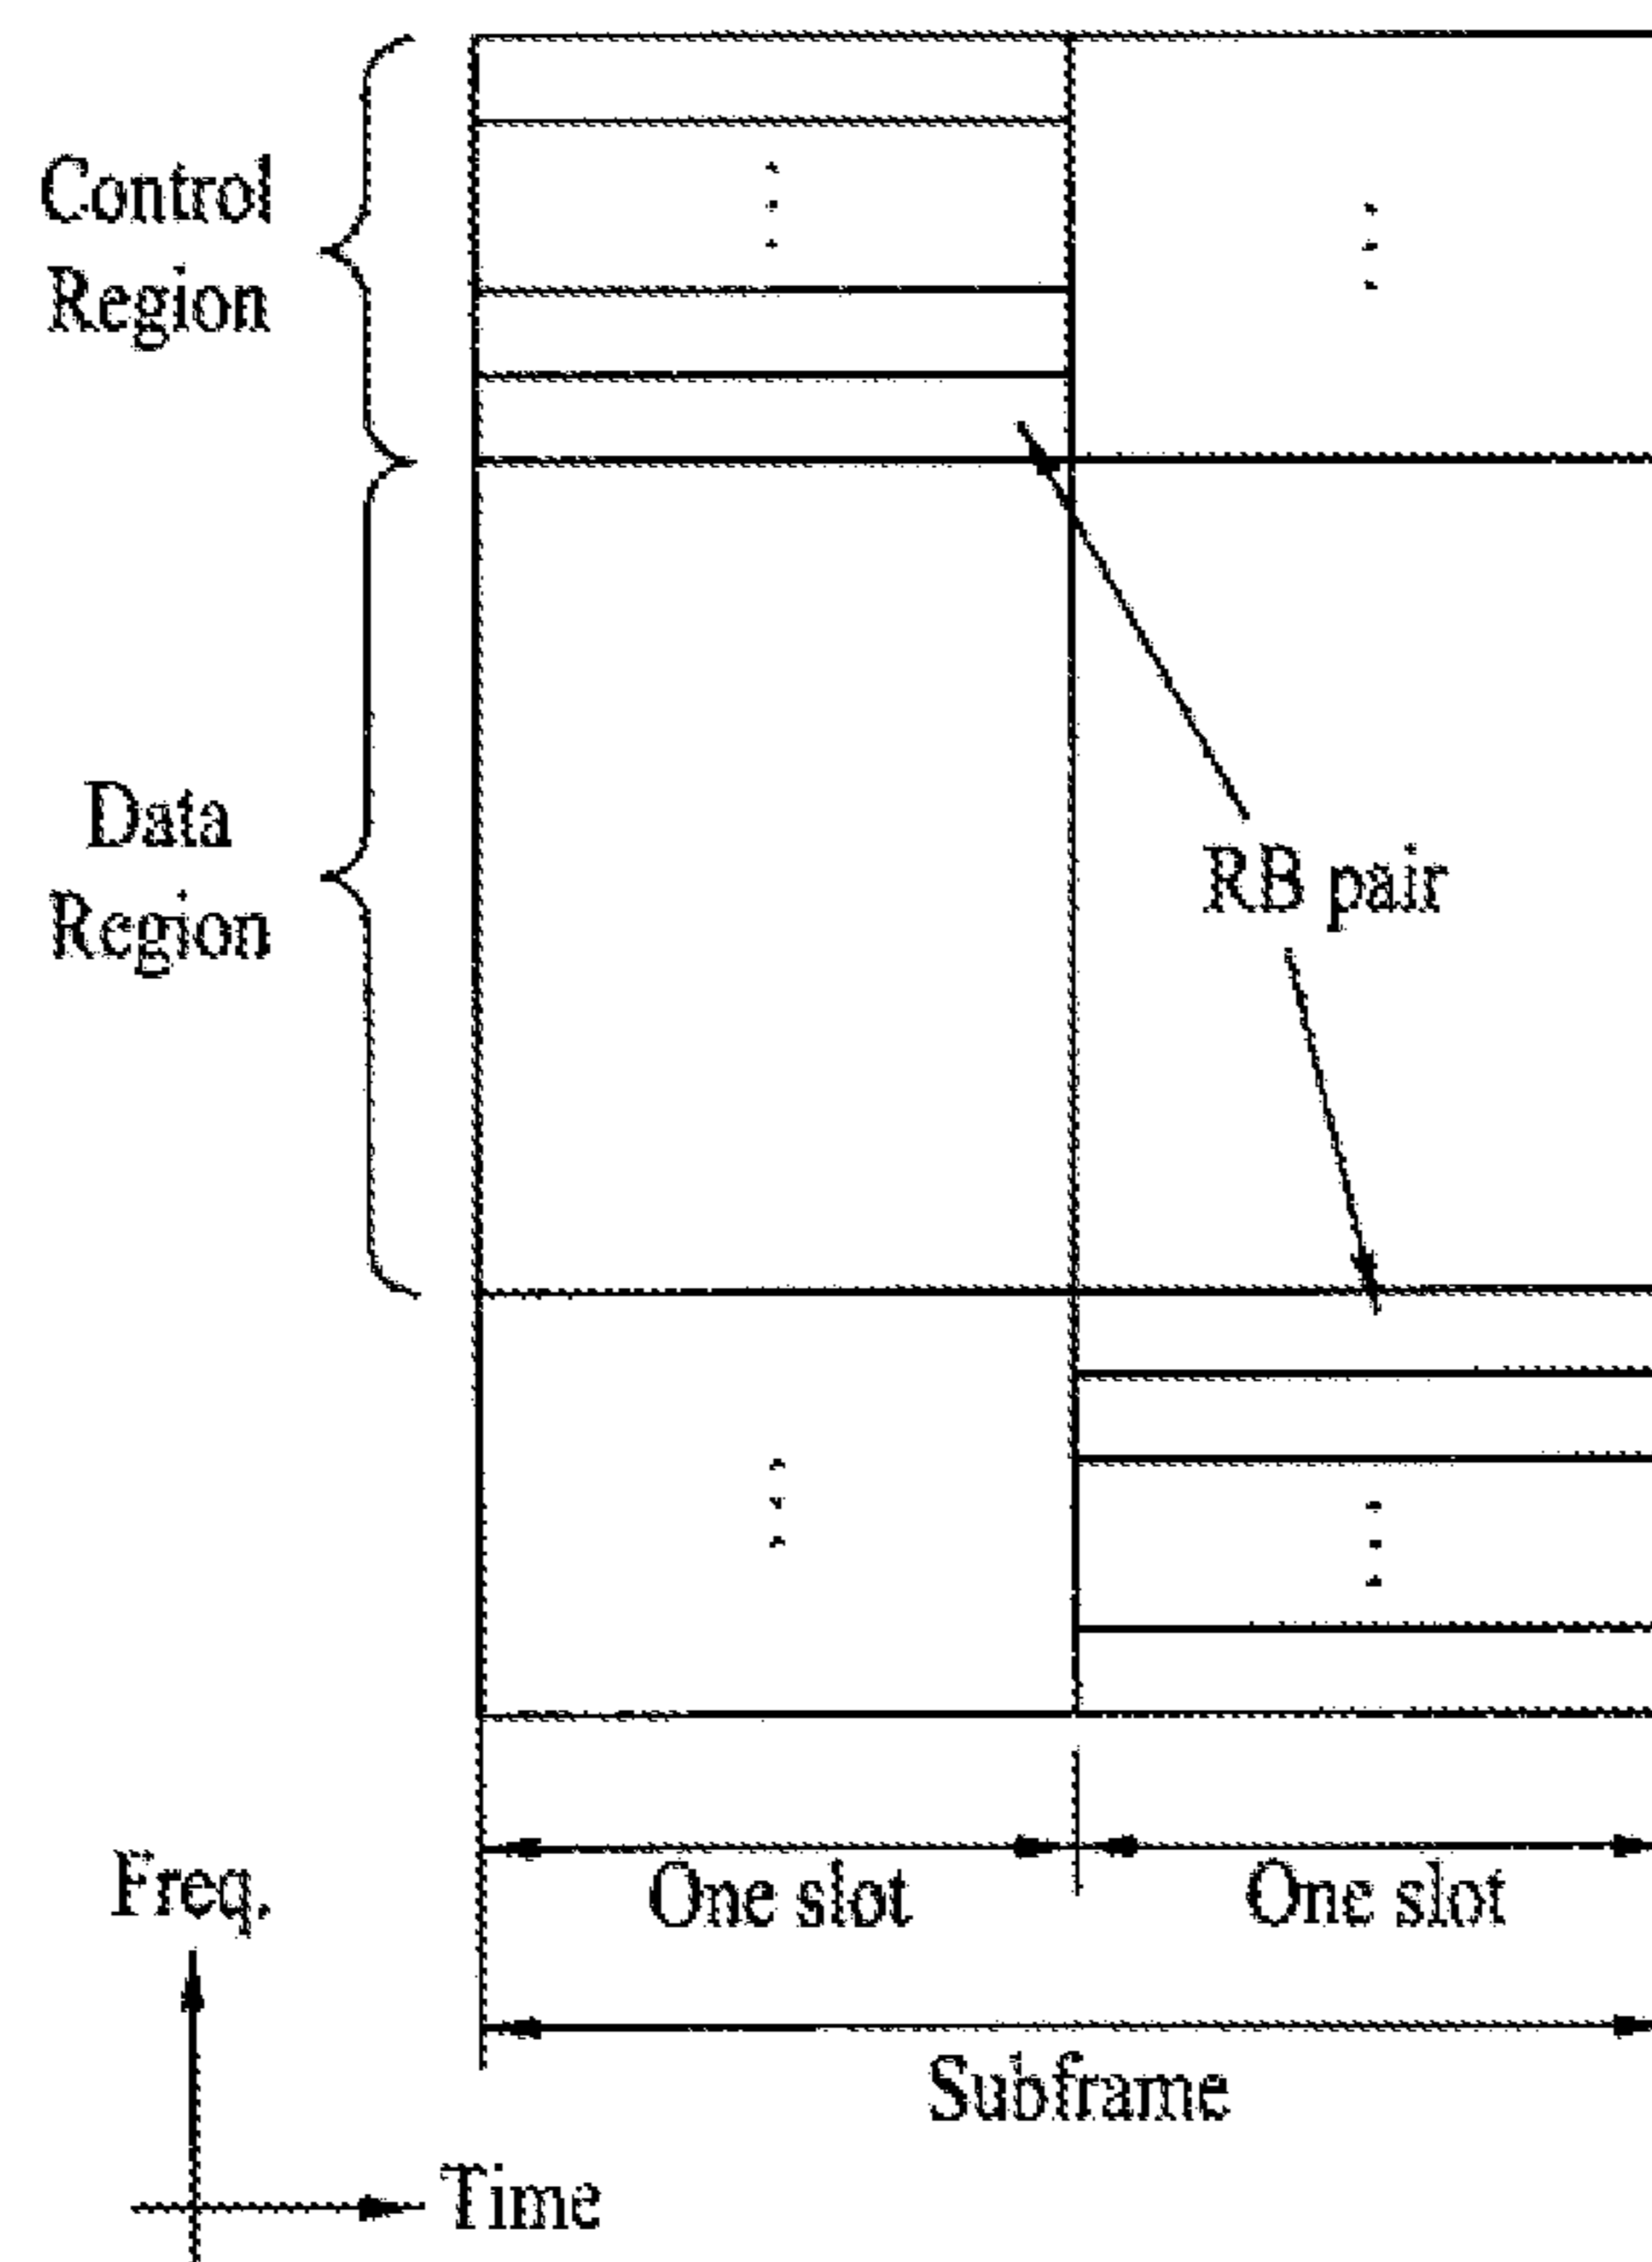 Control
Region
Data
Region
RB pair
One slot
One slot
Freq.
Subframe
Time